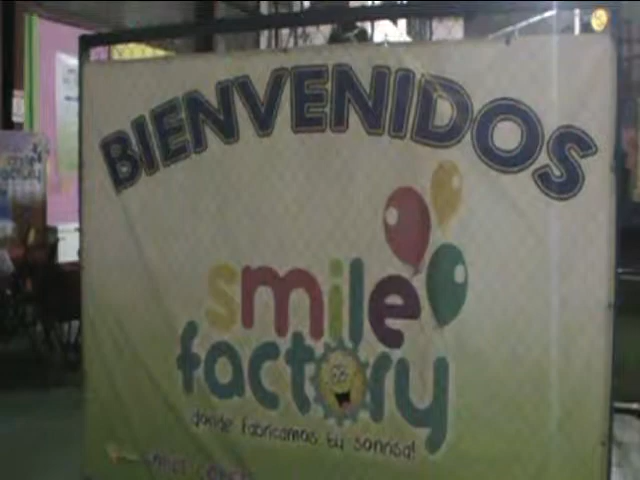 BIENVENIDOS
smile
factory
donde fabricamos tu sonrisa!